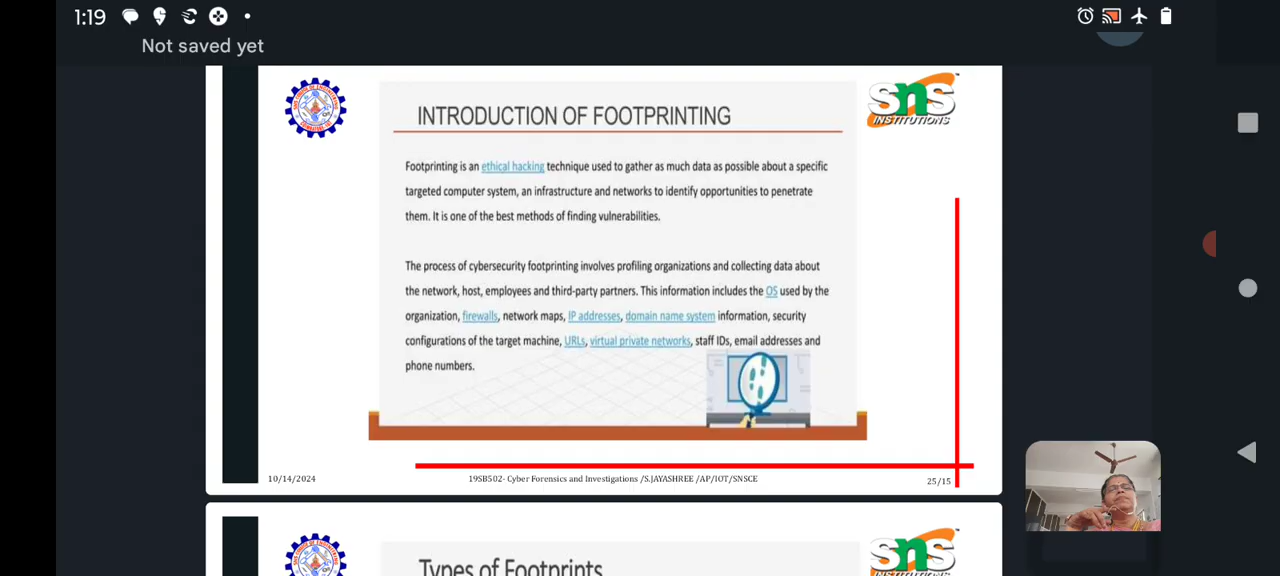 1:19
Not saved yet
SNS
INSTITUTIONS
INTRODUCTION OF FOOTPRINTING
Footprinting is an ethical hacking technique used to gather as much data as possible about a specific
targeted computer system, an infrastructure and networks to identify opportunities to penetrate
them. It is one of the best methods of finding vulnerabilities.
The process of cybersecurity footprinting involves profiling organizations and collecting data about
the network, host, employees and third-party partners. This information includes the OS used by the
organization, firewalls, network maps, IP addresses, domain name system information, security
configurations of the target machine, URLs, virtual private networks, staff IDs, email addresses and
phone numbers.
10/14/2024
19SB502- Cyber Forensics and Investigations /S.JAYASHREE /AP/IOT/SNSCE
25/15
Types of Footprints
SNS
INSTITUTIONS